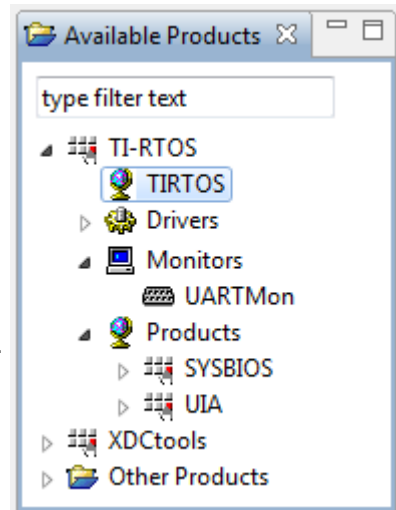 Available Products
type filter text
TI-RTOS
TIRTOS
Drivers
Monitors
UARTMon
Products
SYSBIOS
UIA
XDCtools
Other Products